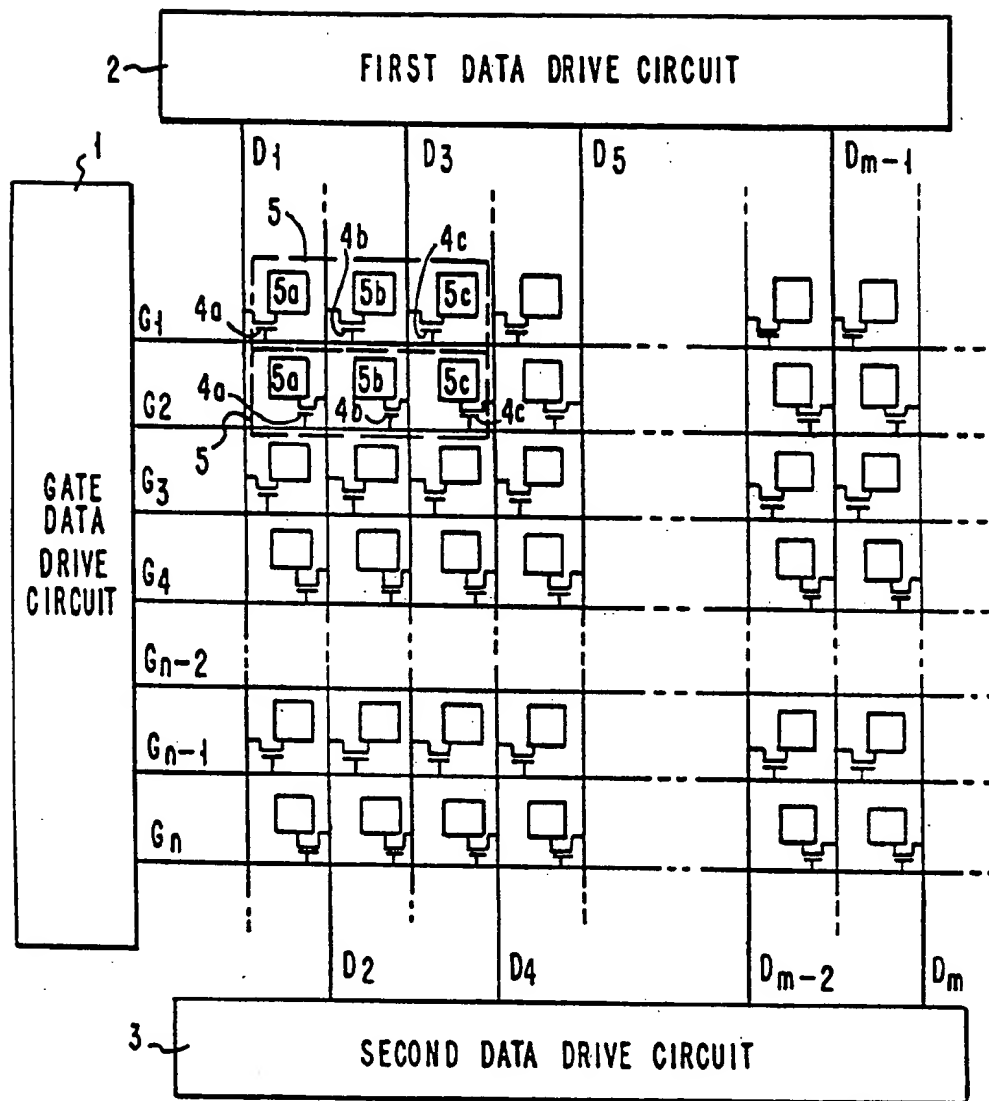 2
FIRST DATA DRIVE CIRCUIT
1
D1 D3 D5 Dm-1
5 4b 4c
5a 5b 5c
4a
G1
5a 5b 5c
4a 4b 4c
G2
5
G3
GATE
DATA
DRIVE
CIRCUIT
G4
Gn-2
Gn-1
Gn
D2 D4 Dm-2 Dm
3
SECOND DATA DRIVE CIRCUIT